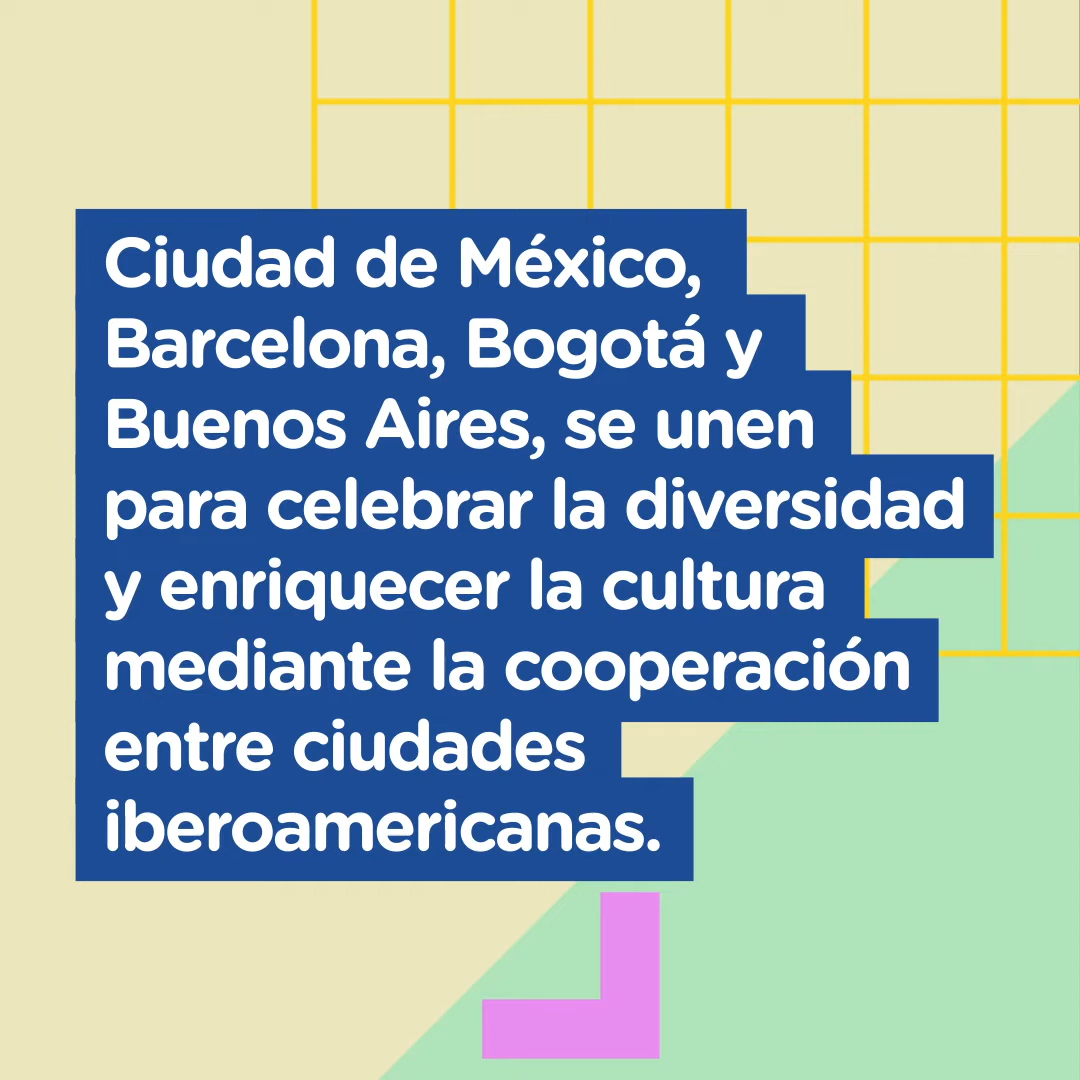 Ciudad de México,
Barcelona, Bogotá y
Buenos Aires, se unen
para celebrar la diversidad
y enriquecer la cultura
mediante la cooperación
entre ciudades
iberoamericanas.